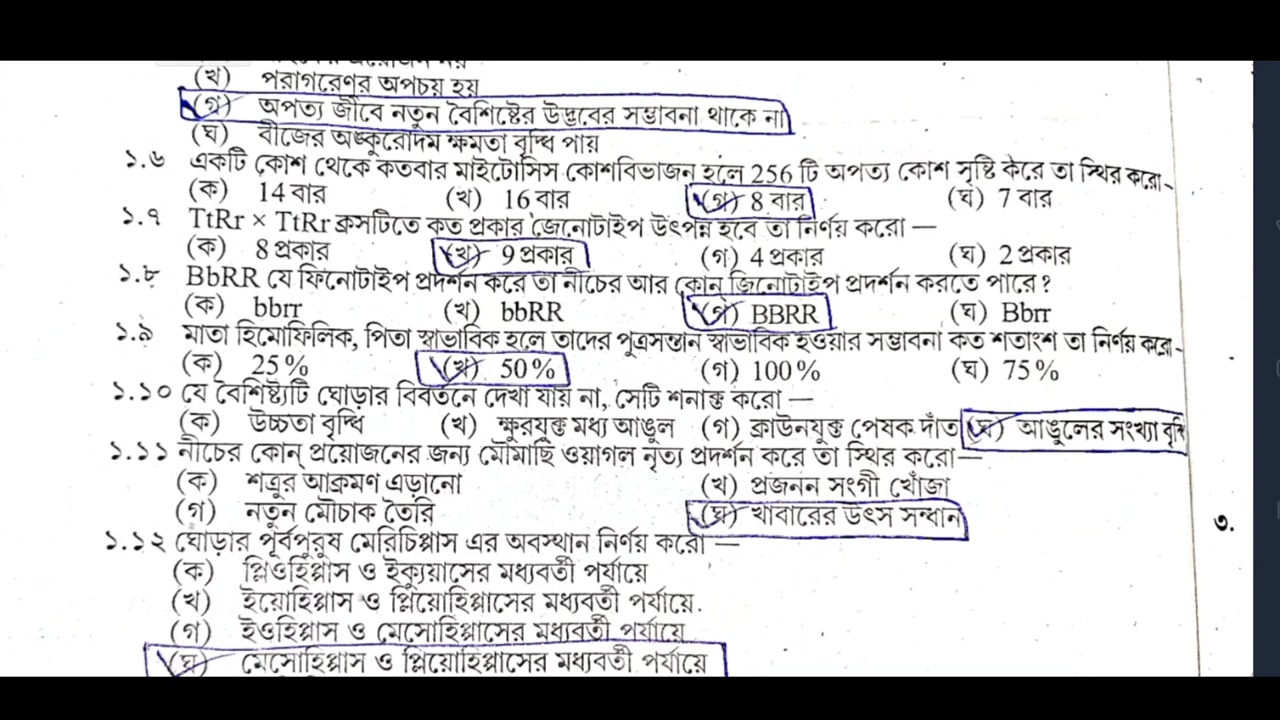 (খ) পরাগরেণুর অপচয় হয়
(গ) অপত্য জীবে নতুন বৈশিষ্টের উদ্ভবের সম্ভাবনা থাকে না
(ঘ) বীজের অঙ্কুরোদম ক্ষমতা বৃদ্ধি পায়
১.৬ একটি কোশ থেকে কতবার মাইটোসিস কোশবিভাজন হলে 256 টি অপত্য কোশ সৃষ্টি করে তা স্থির করো-
(ক) 14 বার (খ) 16 বার (গ) 8 বার (ঘ) 7 বার
১.৭ TtRr × TtRr ক্রসটিতে কত প্রকার জেনোটাইপ উৎপন্ন হবে তা নির্ণয় করো —
(ক) 8 প্রকার (খ) 9 প্রকার (গ) 4 প্রকার (ঘ) 2 প্রকার
১.৮ BbRR যে ফিনোটাইপ প্রদর্শন করে তা নীচের আর কোন জিনোটাইপ প্রদর্শন করতে পারে ?
(ক) bbrr (খ) bbRR (গ) BBRR (ঘ) Bbrr
১.৯ মাতা হিমোফিলিক, পিতা স্বাভাবিক হলে তাদের পুত্রসন্তান স্বাভাবিক হওয়ার সম্ভাবনা কত শতাংশ তা নির্ণয় করো-
(ক) 25% (খ) 50% (গ) 100% (ঘ) 75%
১.১০ যে বৈশিষ্ট্যটি ঘোড়ার বিবর্তনে দেখা যায় না, সেটি শনাক্ত করো —
(ক) উচ্চতা বৃদ্ধি (খ) ক্ষুরযুক্ত মধ্য আঙুল (গ) ক্রাউনযুক্ত পেষক দাঁত (ঘ) আঙুলের সংখ্যা বৃদ্ধি
১.১১ নীচের কোন্ প্রয়োজনের জন্য মৌমাছি ওয়াগল নৃত্য প্রদর্শন করে তা স্থির করো—
(ক) শত্রুর আক্রমণ এড়ানো (খ) প্রজনন সংগী খোঁজা
(গ) নতুন মৌচাক তৈরি (ঘ) খাবারের উৎস সন্ধান
৩.
১.১২ ঘোড়ার পূর্বপুরুষ মেরিচিপ্পাস এর অবস্থান নির্ণয় করো —
(ক) প্লিওহিপ্পাস ও ইক্যুয়াসের মধ্যবর্তী পর্যায়ে
(খ) ইয়োহিপ্পাস ও প্লিয়োহিপ্পাসের মধ্যবর্তী পর্যায়ে.
(গ) ইওহিপ্পাস ও মেসোহিপ্পাসের মধ্যবর্তী পর্যায়ে
(ঘ) মেসোহিপ্পাস ও প্লিয়োহিপ্পাসের মধ্যবর্তী পর্যায়ে